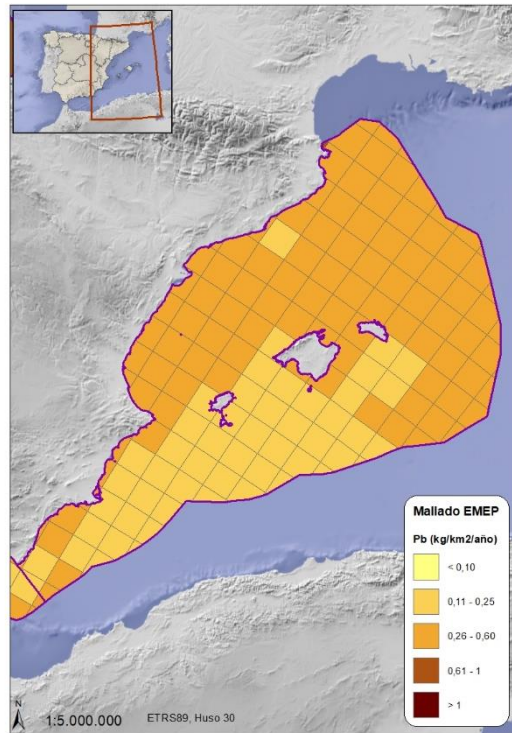 Mallado EMEP
Pb (kg/km2/año)
< 0,10
0,11 - 0,25
0,26 - 0,60
0,61 - 1
> 1
N
1:5.000.000
ETRS89, Huso 30